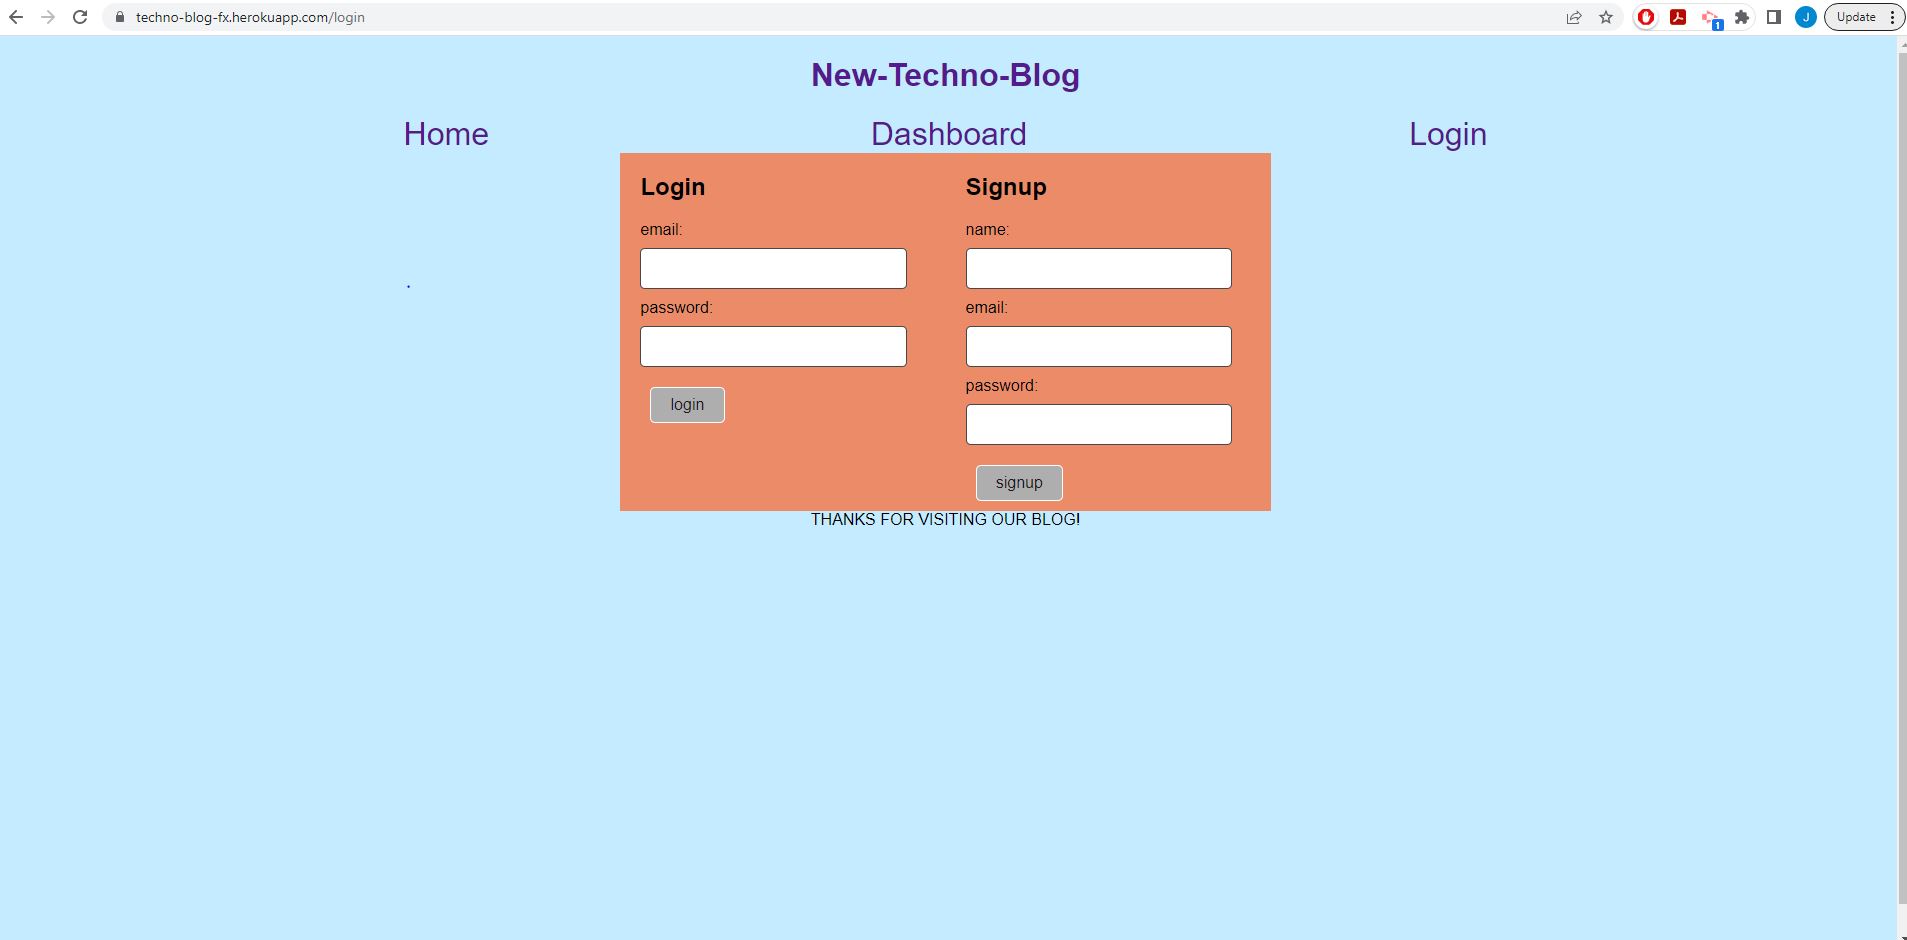 techno-blog-fx.herokuapp.com/login
1
J
Update
New-Techno-Blog
Home Dashboard Login
Login
email:
password:
login
Signup
name:
email:
password:
signup
THANKS FOR VISITING OUR BLOG!